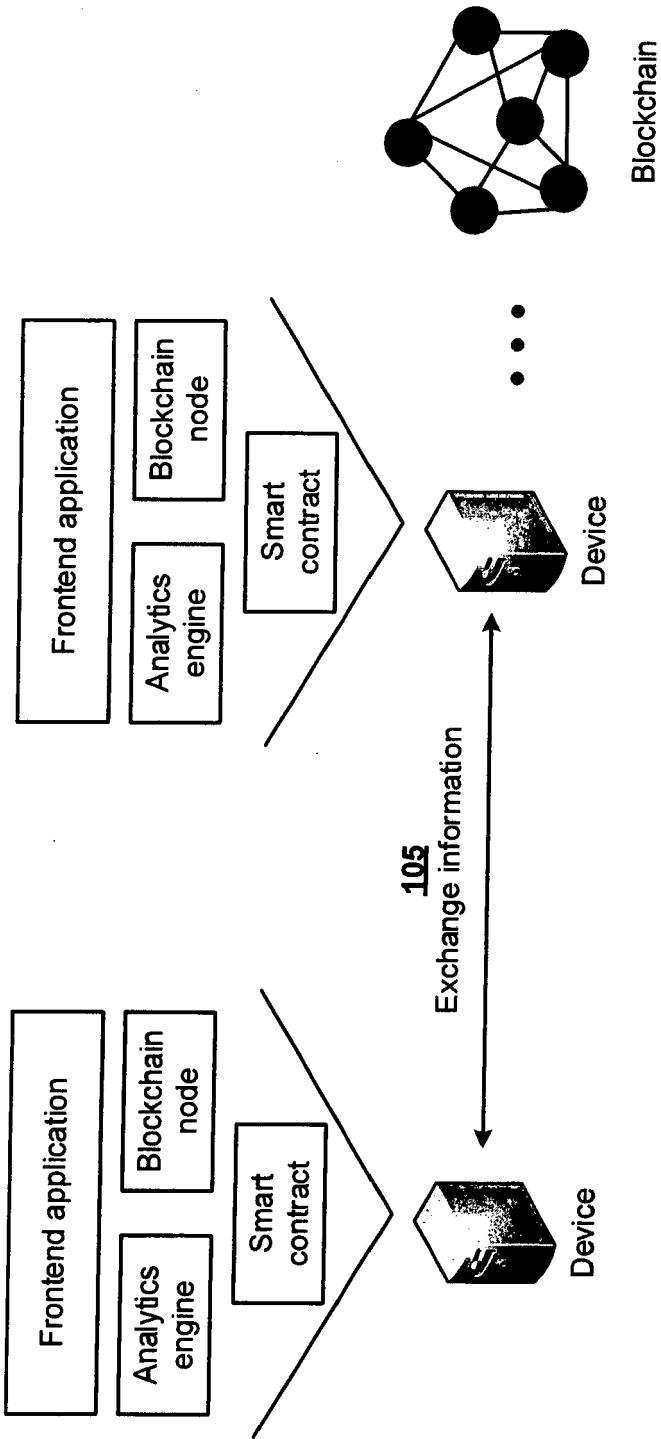 Frontend application
Analytics
engine
Blockchain
node
Smart
contract
Device
105
Exchange information
Frontend application
Analytics
engine
Blockchain
node
Smart
contract
Device
Blockchain